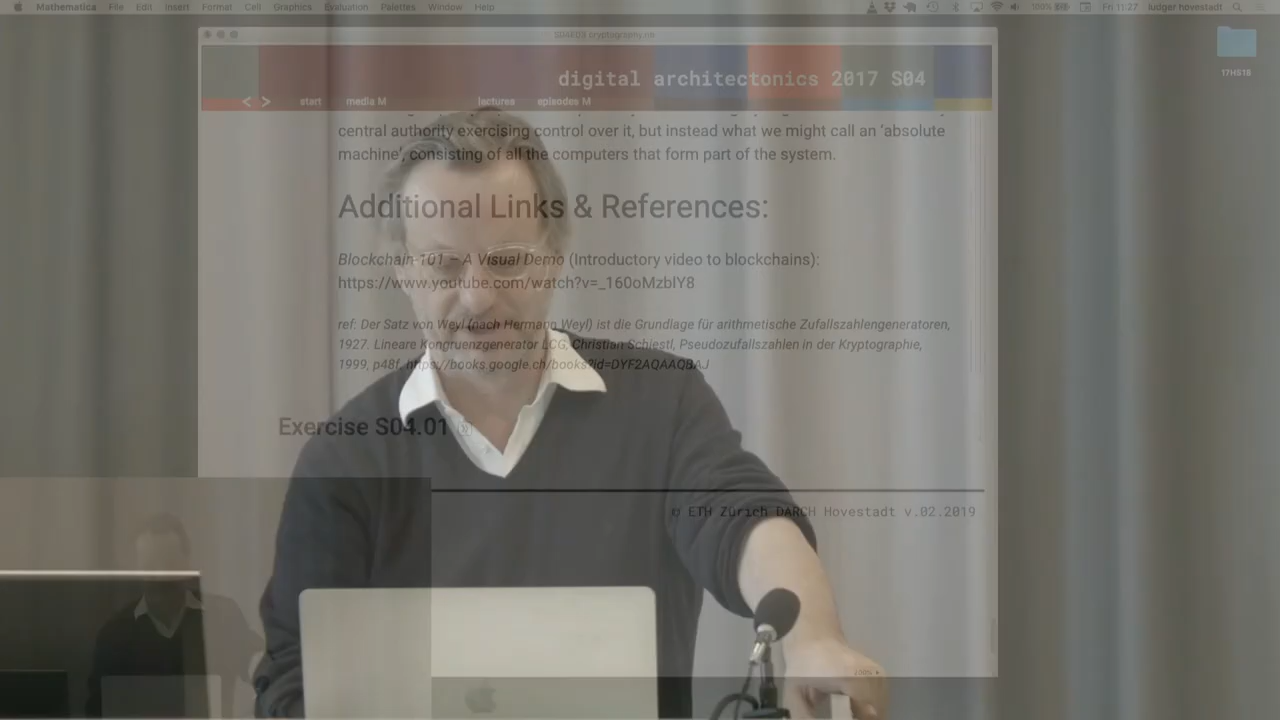 Mathematica File Edit Insert Format Cell Graphics Evaluation Palettes Window Help 100% Fri 11:27 ludger hovestadt
S04F03 cryptography.nb
digital architectonics 2017 S04
< > start media M lectures episodes M
17HS18
central authority exercising control over it, but instead what we might call an 'absolute
machine', consisting of all the computers that form part of the system.
Additional Links & References:
Blockchain 101 - A Visual Demo (Introductory video to blockchains):
https://www.youtube.com/watch?v=_160oMzblY8
ref: Der Satz von Weyl (nach Hermann Weyl) ist die Grundlage für arithmetische Zufallszahlengeneratoren,
1927. Lineare Kongruenzgenerator LCG, Christian Schiestl, Pseudozufallszahlen in der Kryptographie,
1999, p48f, https://books.google.ch/books?id=DYF2AQAAQBAJ
Exercise S04.01
© ETH Zürich DARCH Hovestadt v.02.2019
200%